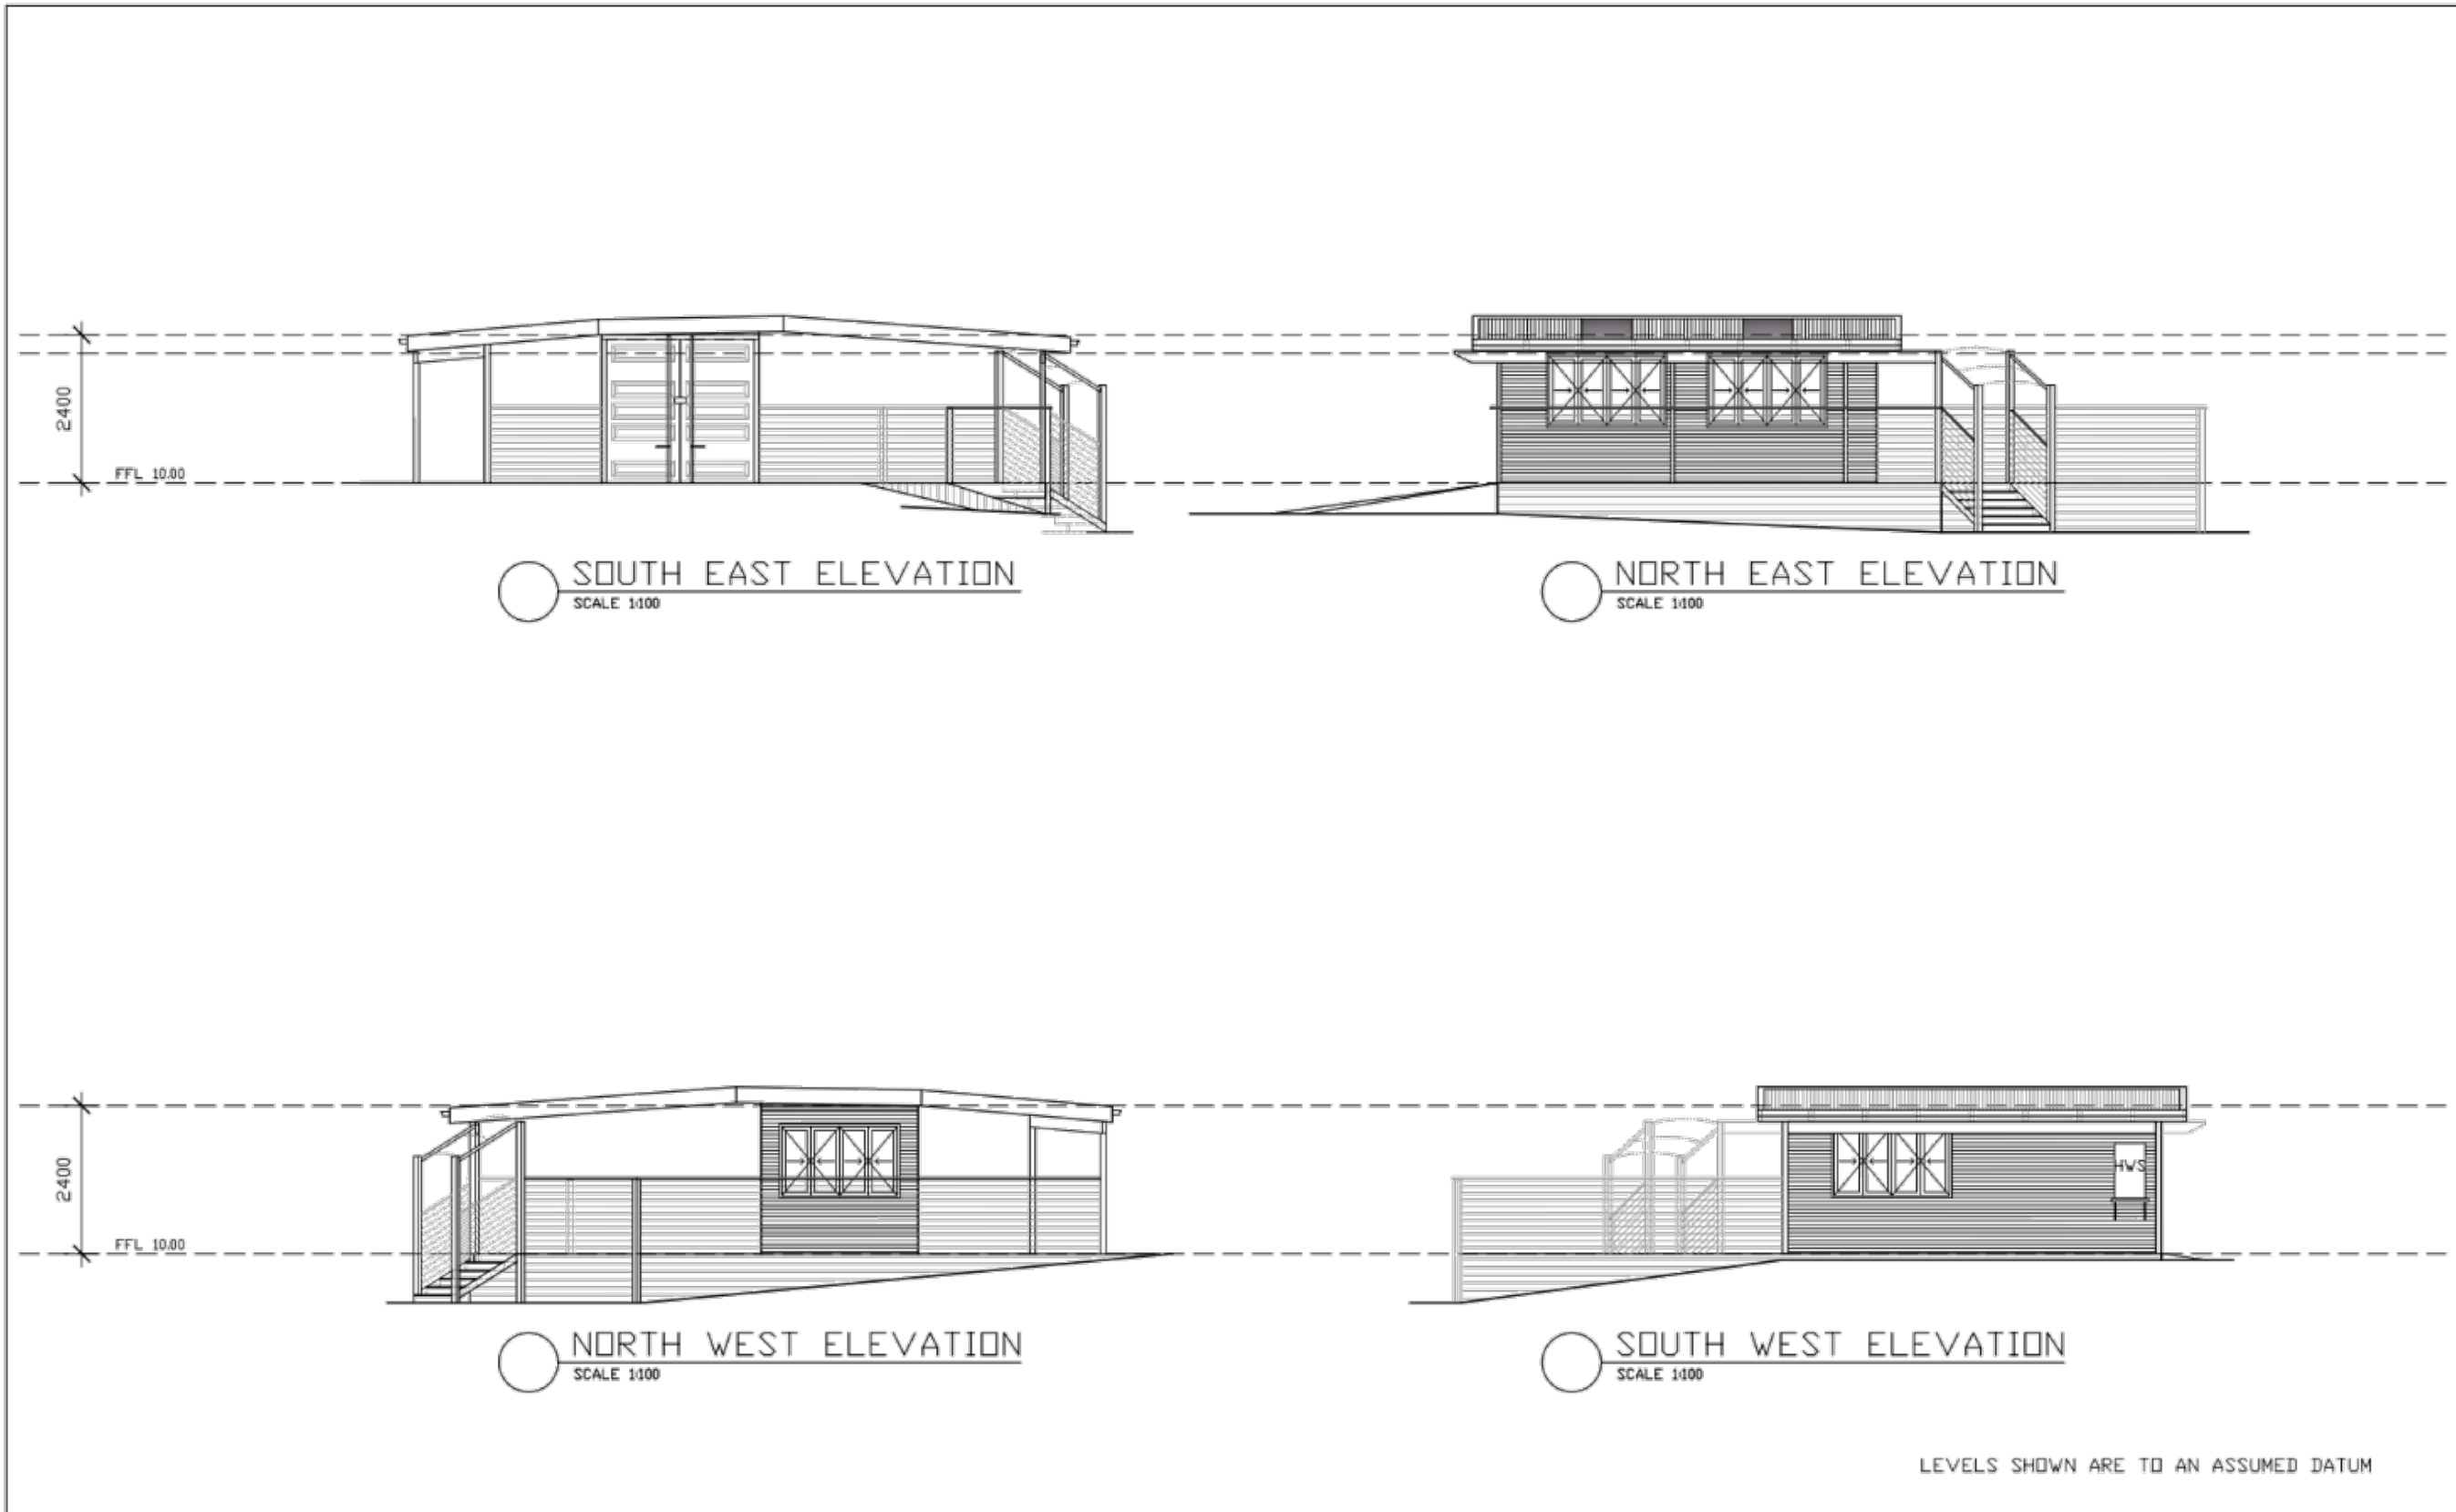 2400
FFL 10.00
SOUTH EAST ELEVATION
SCALE 1:100
NORTH EAST ELEVATION
SCALE 1:100
2400
FFL 10.00
HWS
NORTH WEST ELEVATION
SCALE 1:100
SOUTH WEST ELEVATION
SCALE 1:100
LEVELS SHOWN ARE TO AN ASSUMED DATUM